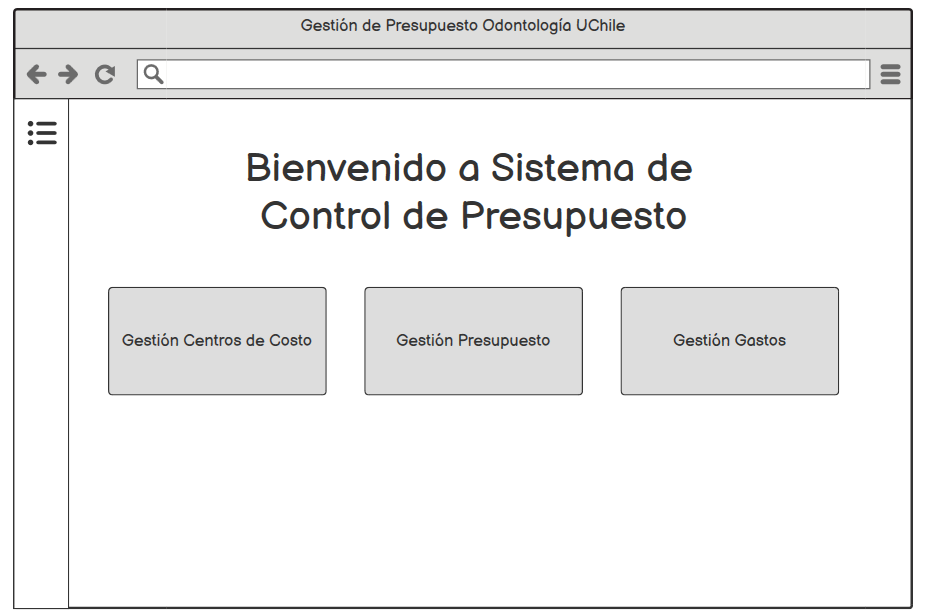 Gestión de Presupuesto Odontología UChile
Bienvenido a Sistema de
Control de Presupuesto
Gestión Centros de Costo
Gestión Presupuesto
Gestión Gastos